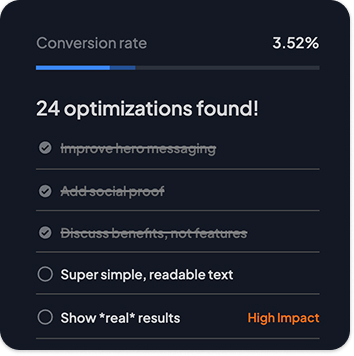 Conversion rate 3.52%
24 optimizations found!
Improve hero messaging
Add social proof
Discuss benefits, not features
Super simple, readable text
Show *real* results High Impact